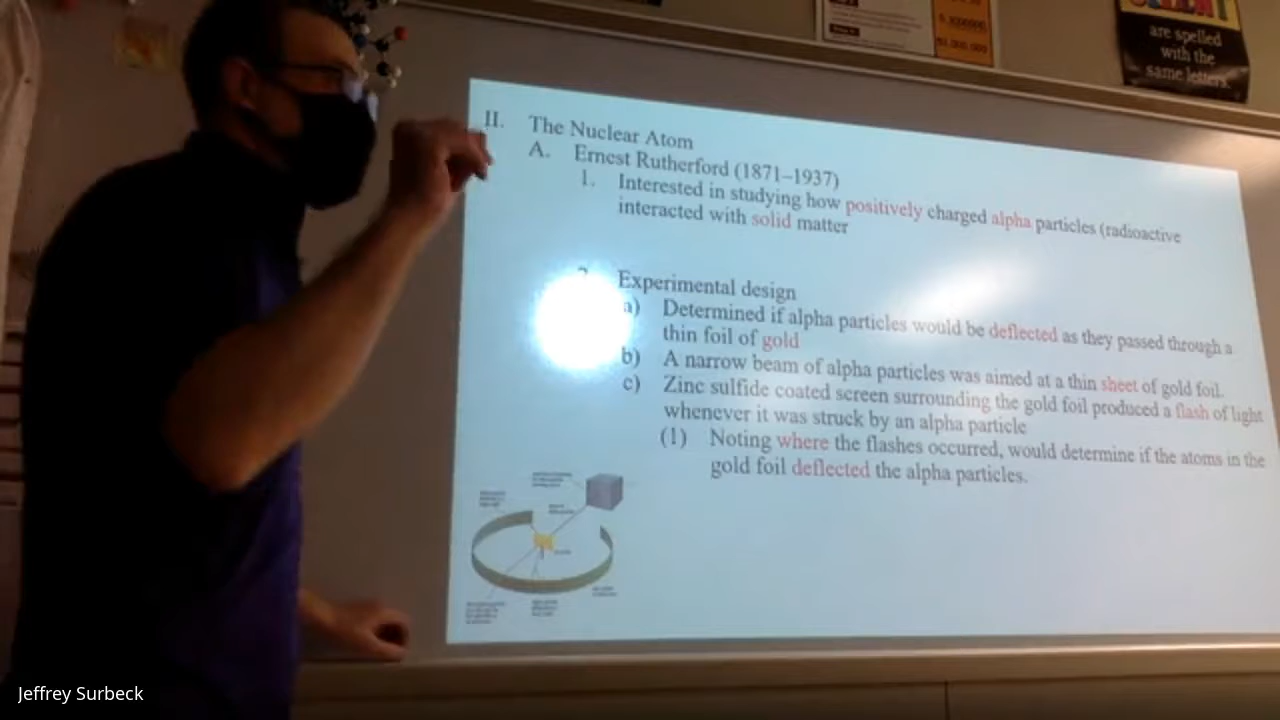 are spelled
with the
same letters
II. The Nuclear Atom
A. Ernest Rutherford (1871–1937)
1. Interested in studying how positively charged alpha particles (radioactive
interacted with solid matter
Experimental design
a) Determined if alpha particles would be deflected as they passed through a
thin foil of gold
b) A narrow beam of alpha particles was aimed at a thin sheet of gold foil.
c) Zinc sulfide coated screen surrounding the gold foil produced a flash of light
whenever it was struck by an alpha particle
(1) Noting where the flashes occurred, would determine if the atoms in the
gold foil deflected the alpha particles.
Jeffrey Surbeck